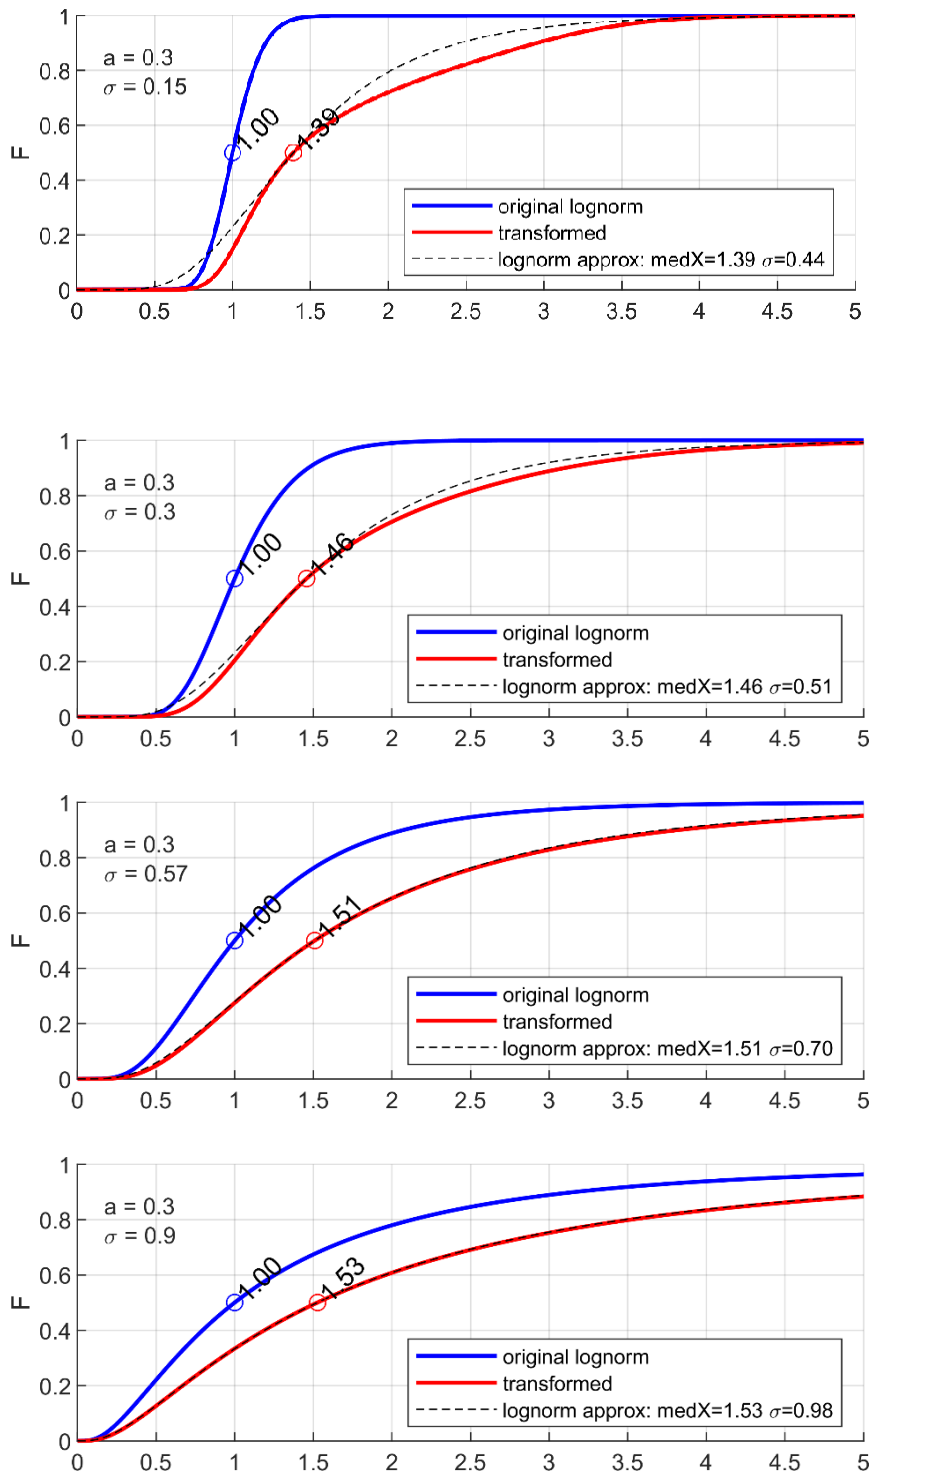 1
0.8
0.6
0.4
0.2
0
F
a = 0.3
σ = 0.15
1.00
1.39
original lognorm
transformed
lognorm approx: medX=1.39 σ=0.44
0 0.5 1 1.5 2 2.5 3 3.5 4 4.5 5
1
0.8
0.6
0.4
0.2
0
F
a = 0.3
σ = 0.3
1.00
1.46
original lognorm
transformed
lognorm approx: medX=1.46 σ=0.51
0 0.5 1 1.5 2 2.5 3 3.5 4 4.5 5
1
0.8
0.6
0.4
0.2
0
F
a = 0.3
σ = 0.57
1.00
1.51
original lognorm
transformed
lognorm approx: medX=1.51 σ=0.70
0 0.5 1 1.5 2 2.5 3 3.5 4 4.5 5
1
0.8
0.6
0.4
0.2
0
F
a = 0.3
σ = 0.9
1.00
1.53
original lognorm
transformed
lognorm approx: medX=1.53 σ=0.98
0 0.5 1 1.5 2 2.5 3 3.5 4 4.5 5